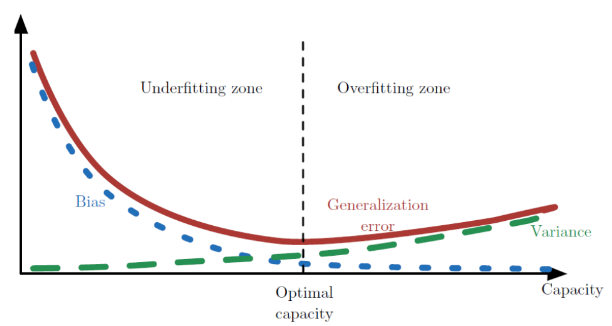 Underfitting zone
Overfitting zone
Bias
Generalization
error
Variance
Optimal
capacity
Capacity